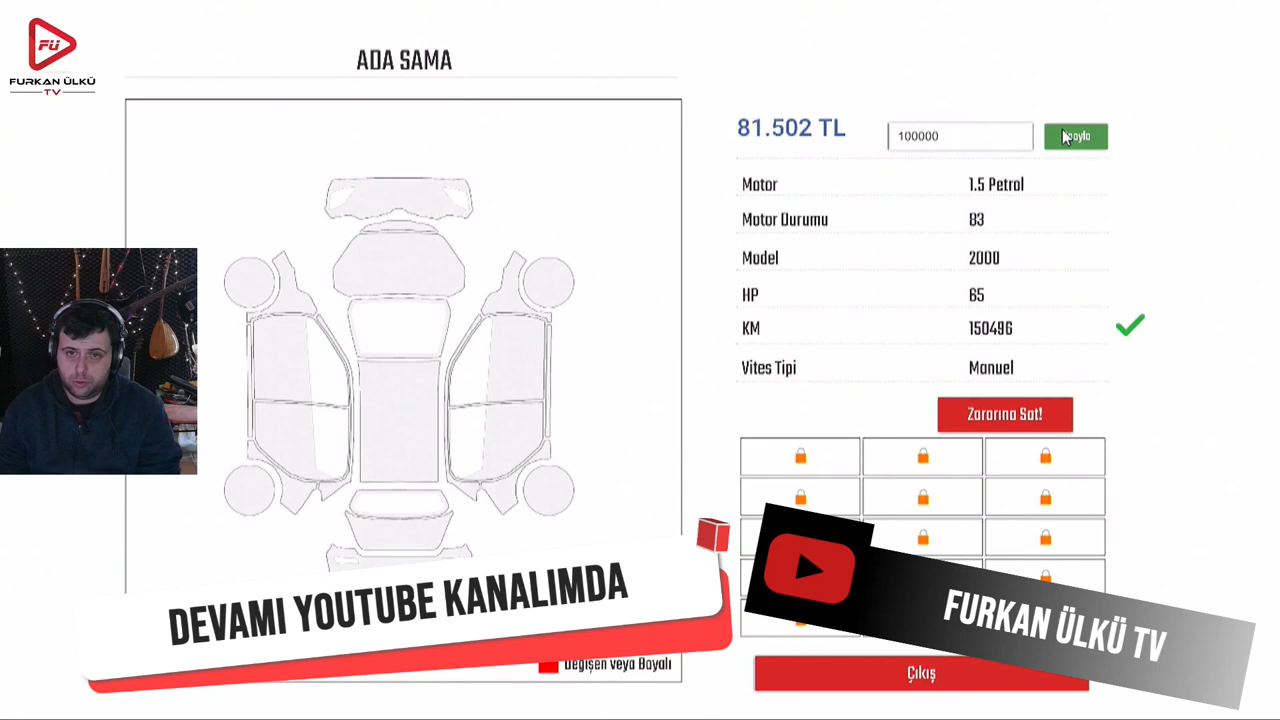 FU
FURKAN ÜLKÜ
TV
ADA SAMA
81.502 TL
100000
Motor 1.5 Petrol
Motor Durumu 83
Model 2000
HP 65
KM 150496
Vites Tipi Manuel
Zararına Sat!
DEVAMI YOUTUBE KANALIMDA
FURKAN ÜLKÜ TV
Değişen veya Boyalı
Çıkış